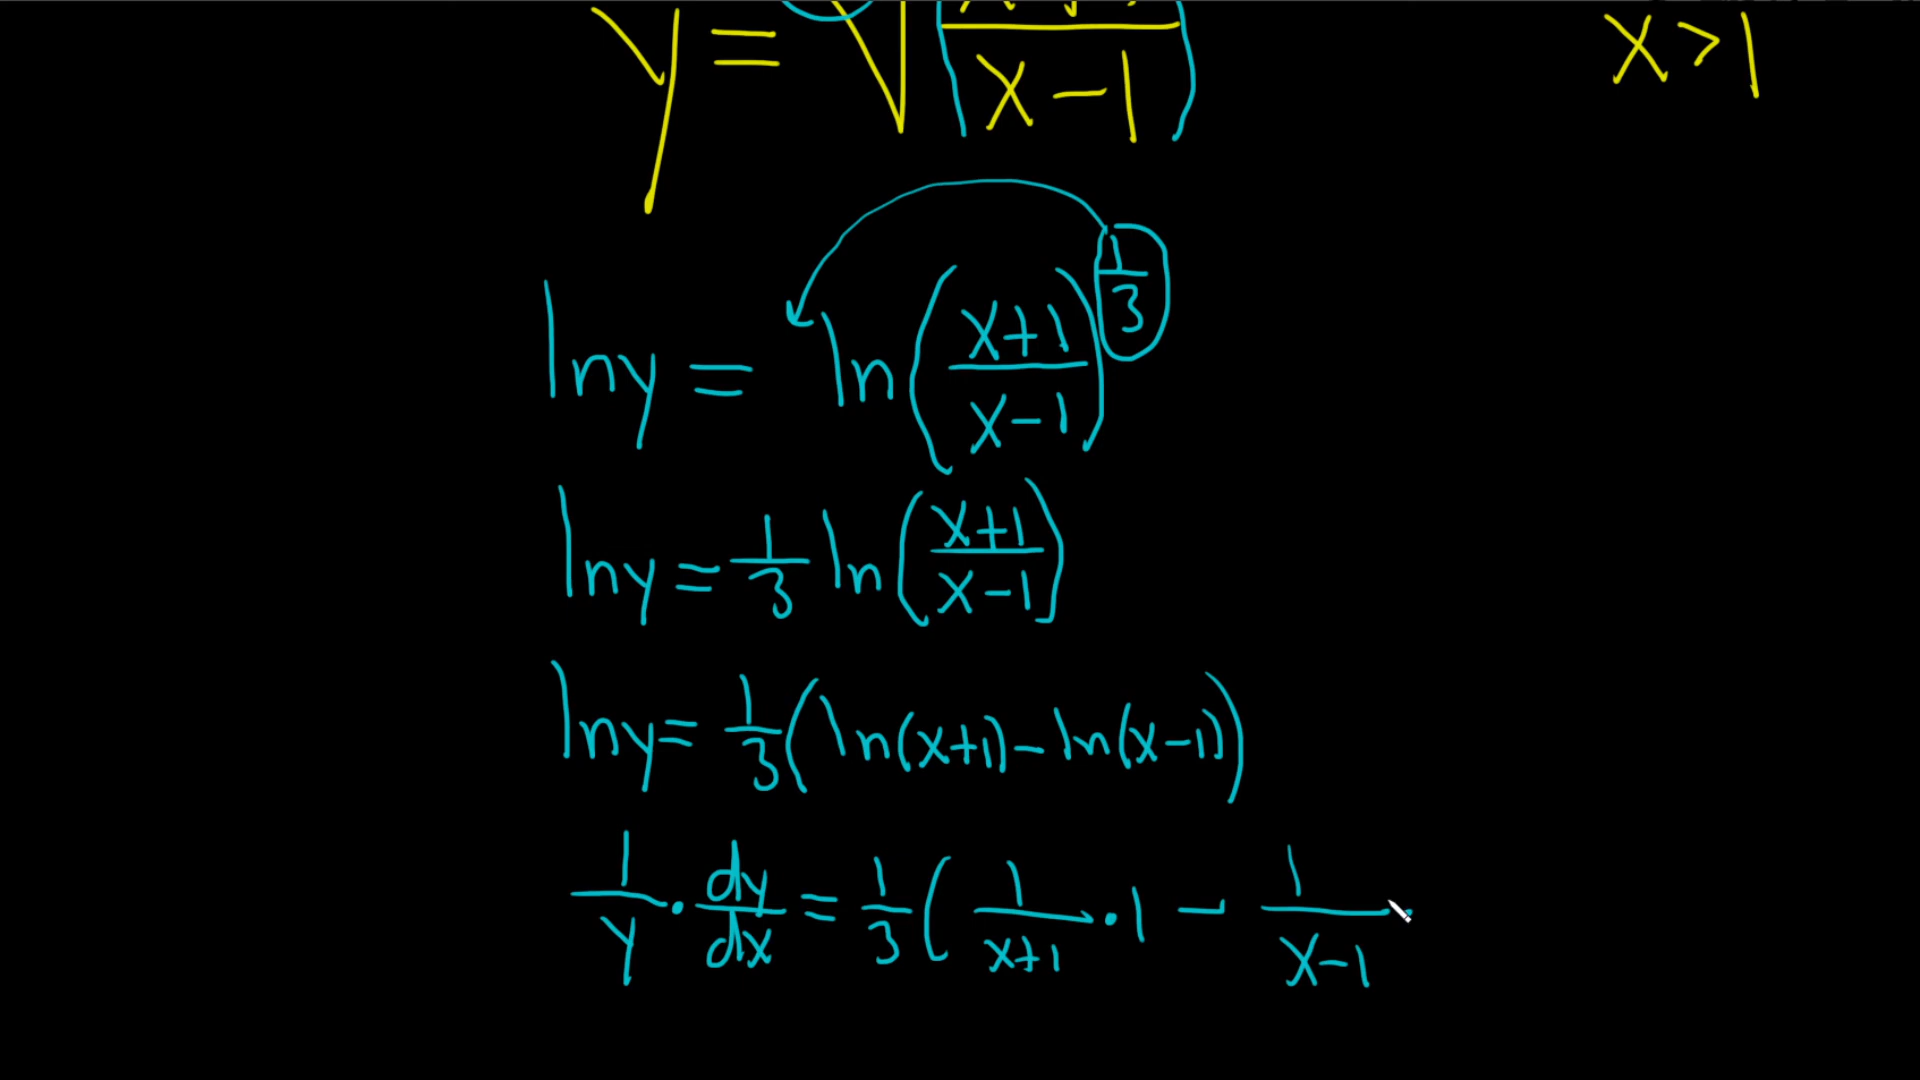 y = √(x+1/x-1) x>1
ln y = ln(x+1/x-1)^1/3
ln y = 1/3 ln(x+1/x-1)
ln y = 1/3(ln(x+1)-ln(x-1))
1/y · dy/dx = 1/3(1/x+1 · 1 - 1/x-1 ·